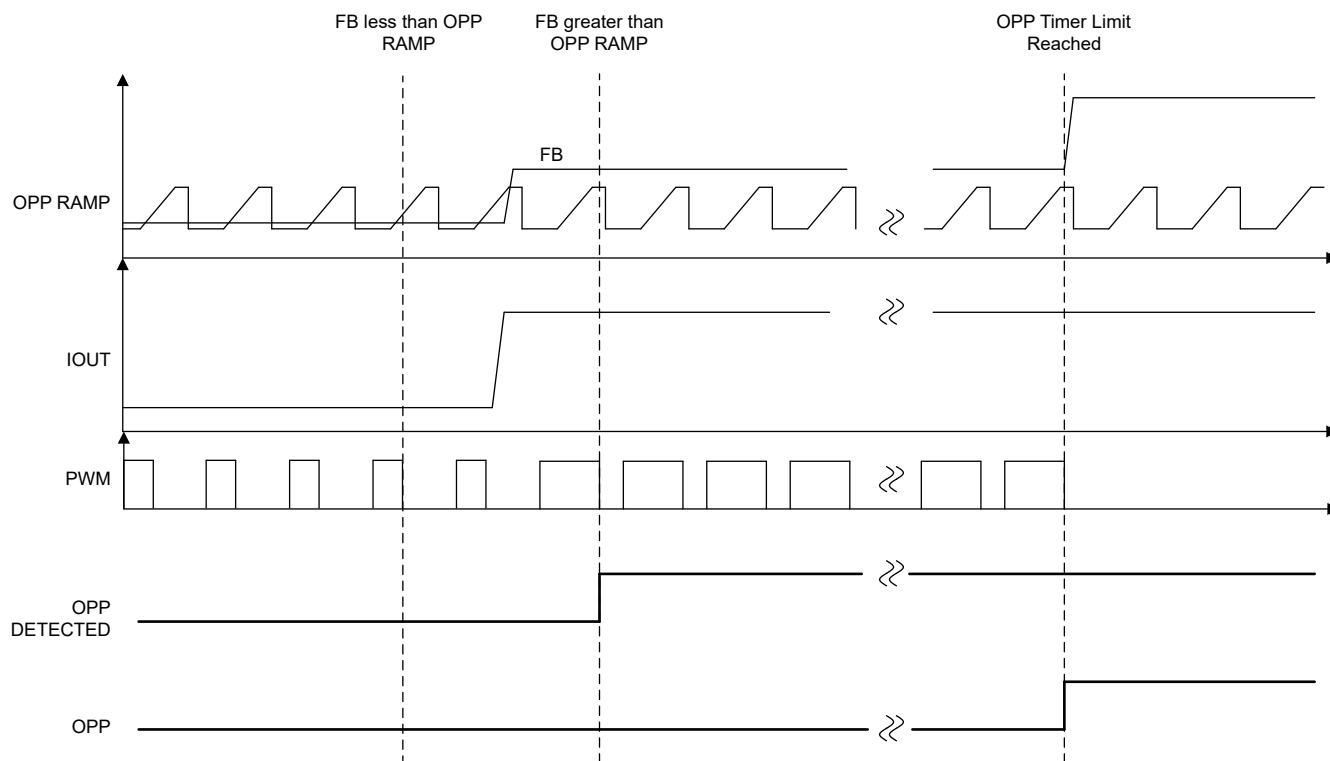 FB less than OPP
RAMP
FB greater than
OPP RAMP
OPP Timer Limit
Reached
FB
OPP RAMP
IOUT
PWM
OPP
DETECTED
OPP